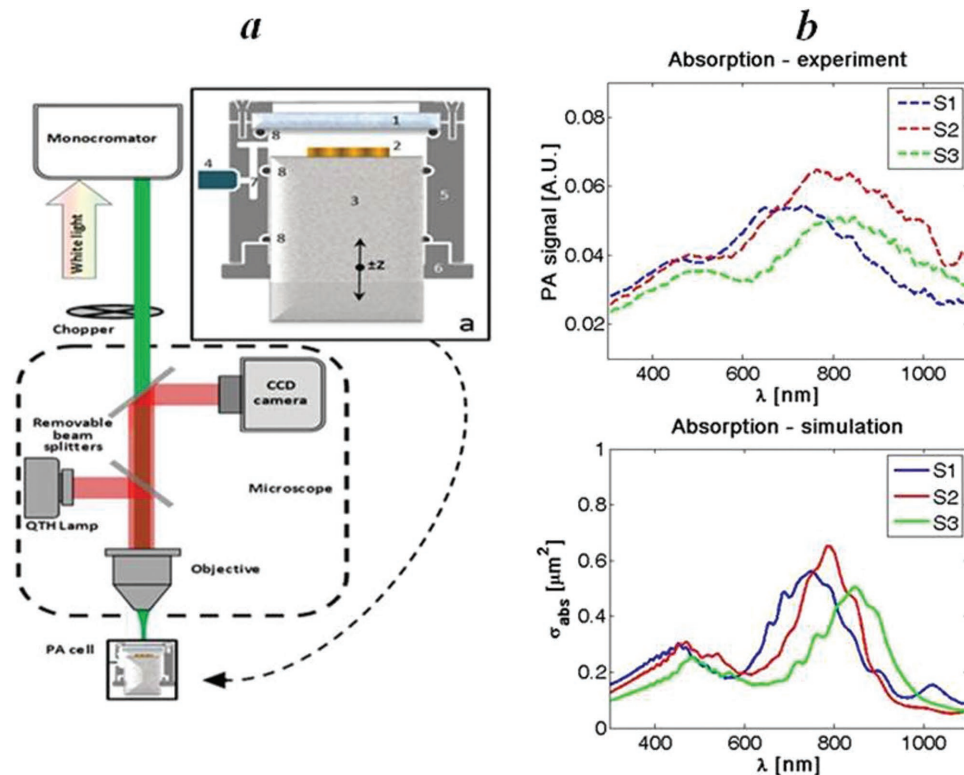 a
Monocromator
White light
Chopper
Removable
beam
splitters
CCD
camera
QTH Lamp
Microscope
Objective
PA cell
1
8
2
4
8
7
3
5
8
±Z
6
a
b
Absorption - experiment
S1
S2
S3
PA signal [A.U.]
0.08
0.06
0.04
0.02
400 600 800 1000
λ [nm]
Absorption - simulation
S1
S2
S3
σabs [μm²]
1
0.8
0.6
0.4
0.2
0
400 600 800 1000
λ [nm]